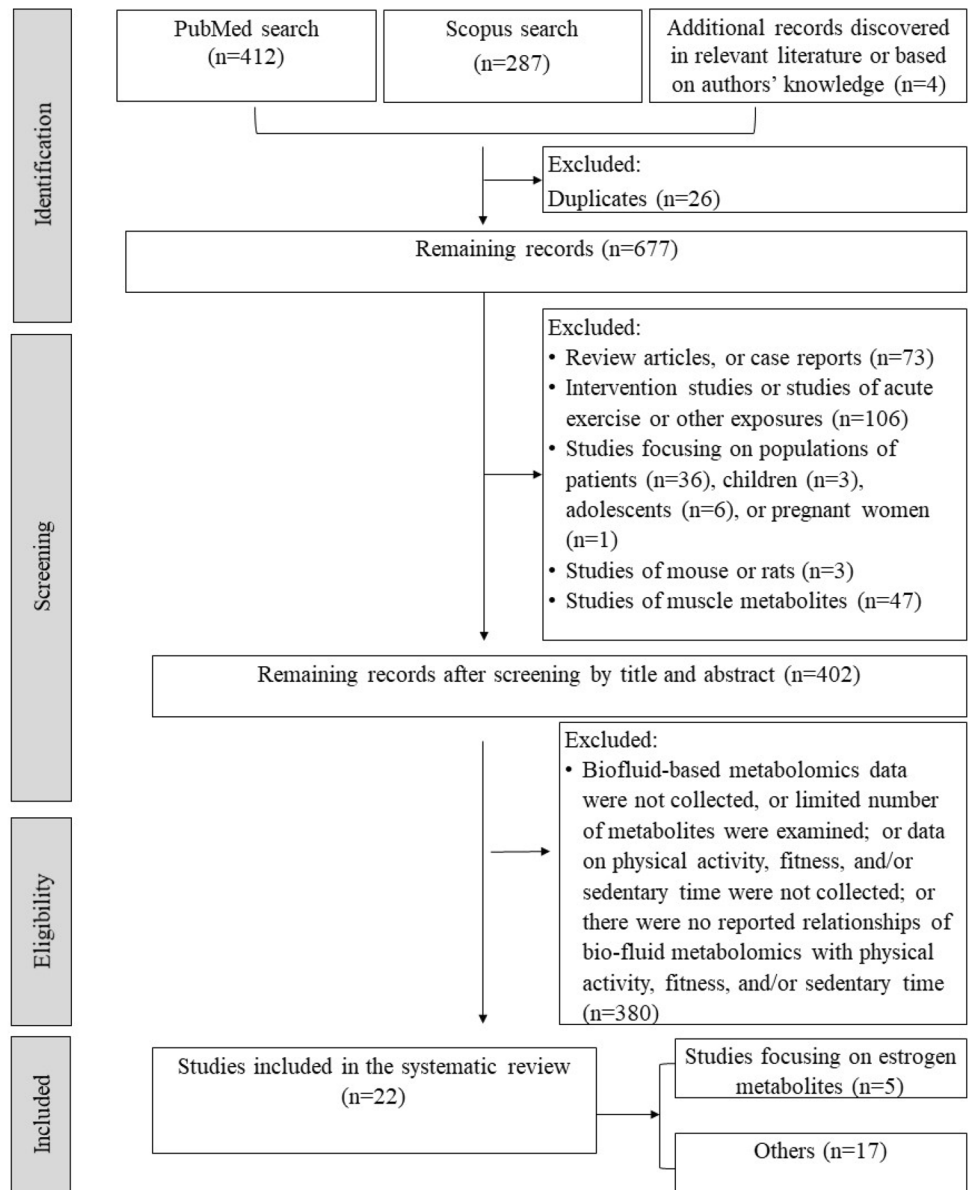 Identification
PubMed search
(n=412)
Scopus search
(n=287)
Additional records discovered
in relevant literature or based
on authors’ knowledge (n=4)
Excluded:
Duplicates (n=26)
Remaining records (n=677)
Screening
Excluded:
• Review articles, or case reports (n=73)
• Intervention studies or studies of acute
exercise or other exposures (n=106)
• Studies focusing on populations of
patients (n=36), children (n=3),
adolescents (n=6), or pregnant women
(n=1)
• Studies of mouse or rats (n=3)
• Studies of muscle metabolites (n=47)
Remaining records after screening by title and abstract (n=402)
Eligibility
Excluded:
• Biofluid-based metabolomics data
were not collected, or limited number
of metabolites were examined; or data
on physical activity, fitness, and/or
sedentary time were not collected; or
there were no reported relationships of
bio-fluid metabolomics with physical
activity, fitness, and/or sedentary time
(n=380)
Included
Studies included in the systematic review
(n=22)
Studies focusing on estrogen
metabolites (n=5)
Others (n=17)